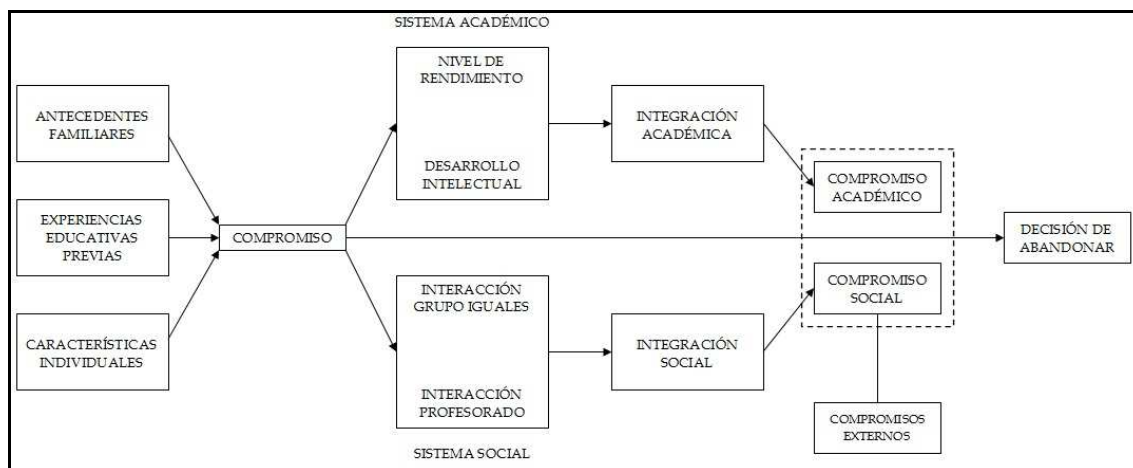 SISTEMA ACADÉMICO
NIVEL DE
RENDIMIENTO
DESARROLLO
INTELECTUAL
ANTECEDENTES
FAMILIARES
EXPERIENCIAS
EDUCATIVAS
PREVIAS
CARACTERÍSTICAS
INDIVIDUALES
COMPROMISO
INTERACCIÓN
GRUPO IGUALES
INTERACCIÓN
PROFESORADO
SISTEMA SOCIAL
INTEGRACIÓN
ACADÉMICA
INTEGRACIÓN
SOCIAL
COMPROMISO
ACADÉMICO
COMPROMISO
SOCIAL
COMPROMISOS
EXTERNOS
DECISIÓN DE
ABANDONAR